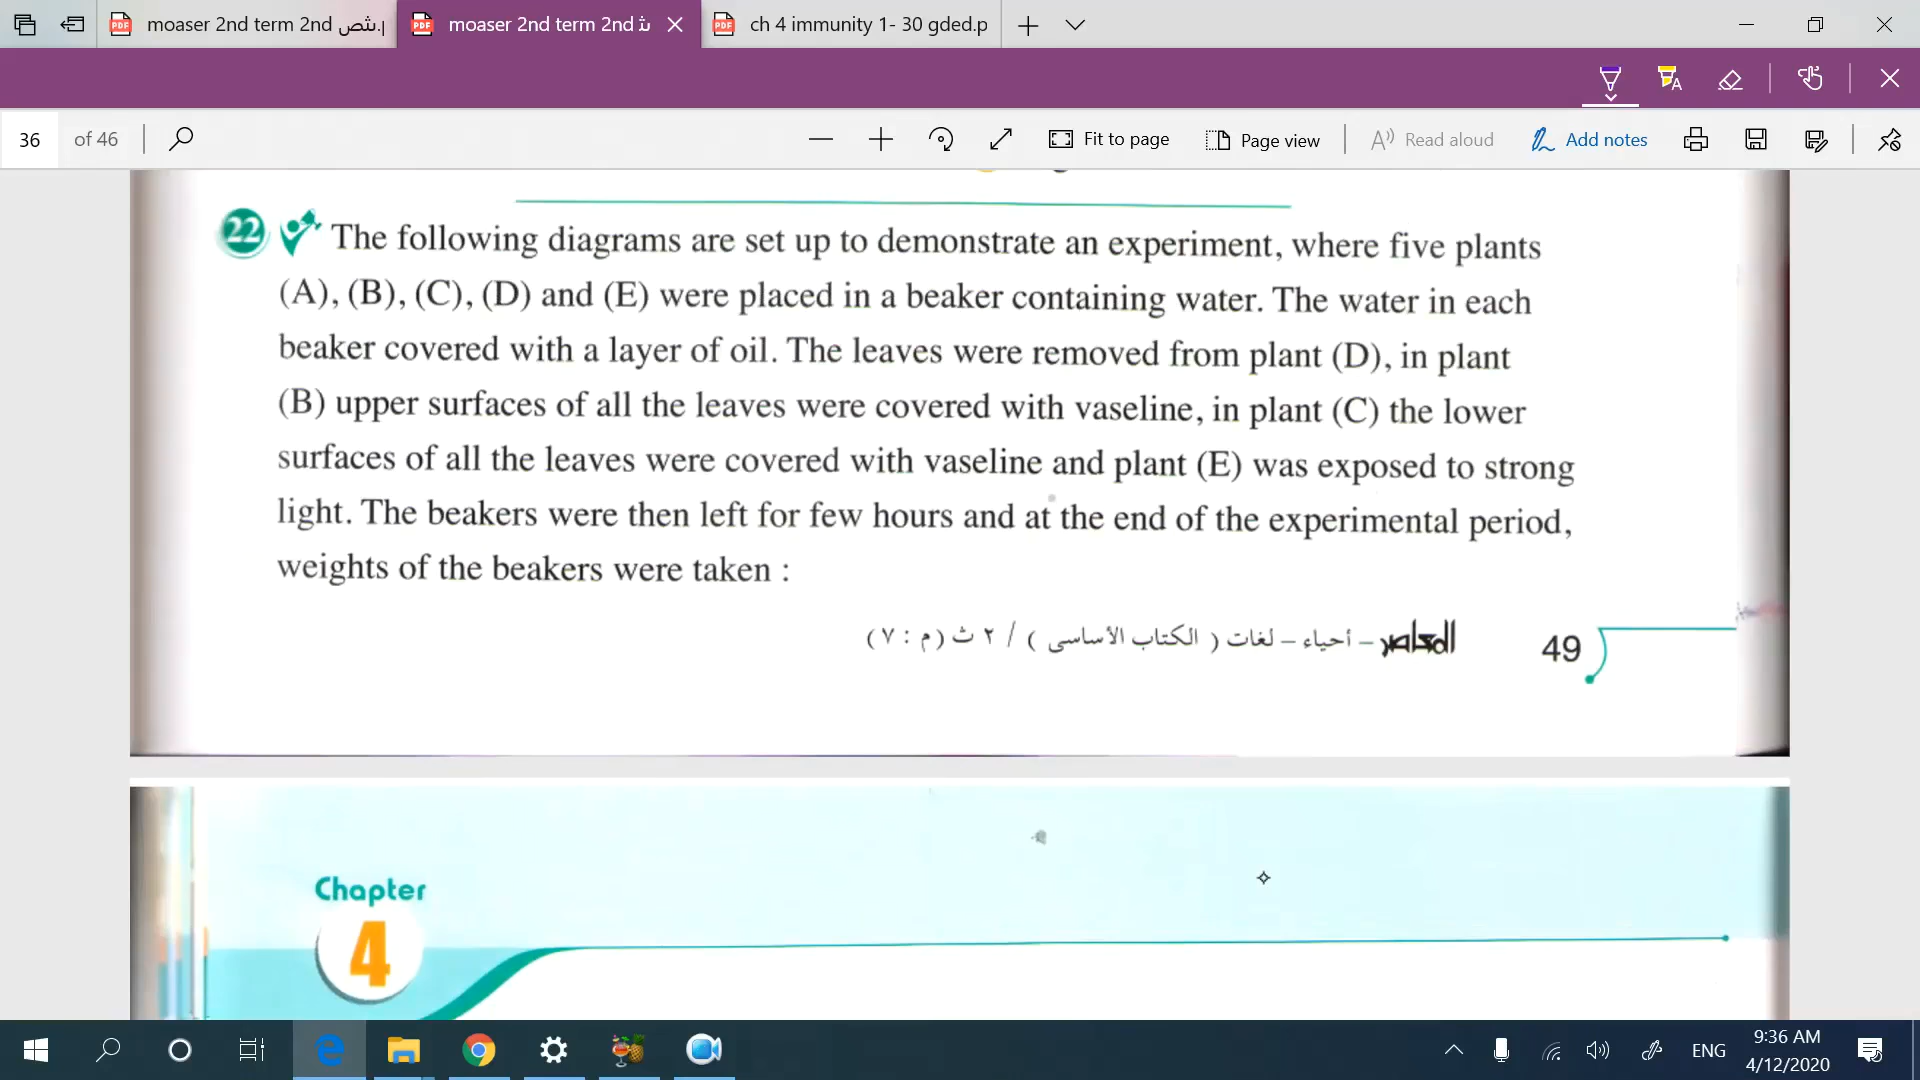 moaser 2nd term 2nd ثص.p
moaser 2nd term 2nd ث
ch 4 immunity 1- 30 gded.p
36 of 46
Fit to page
Page view
Read aloud
Add notes
22 The following diagrams are set up to demonstrate an experiment, where five plants
(A), (B), (C), (D) and (E) were placed in a beaker containing water. The water in each
beaker covered with a layer of oil. The leaves were removed from plant (D), in plant
(B) upper surfaces of all the leaves were covered with vaseline, in plant (C) the lower
surfaces of all the leaves were covered with vaseline and plant (E) was exposed to strong
light. The beakers were then left for few hours and at the end of the experimental period,
weights of the beakers were taken :
المعاصر – أحياء – لغات ( الكتاب الأساسى ) / ٢ ث ( م : ٧ )
49
Chapter
4
ENG
9:36 AM
4/12/2020